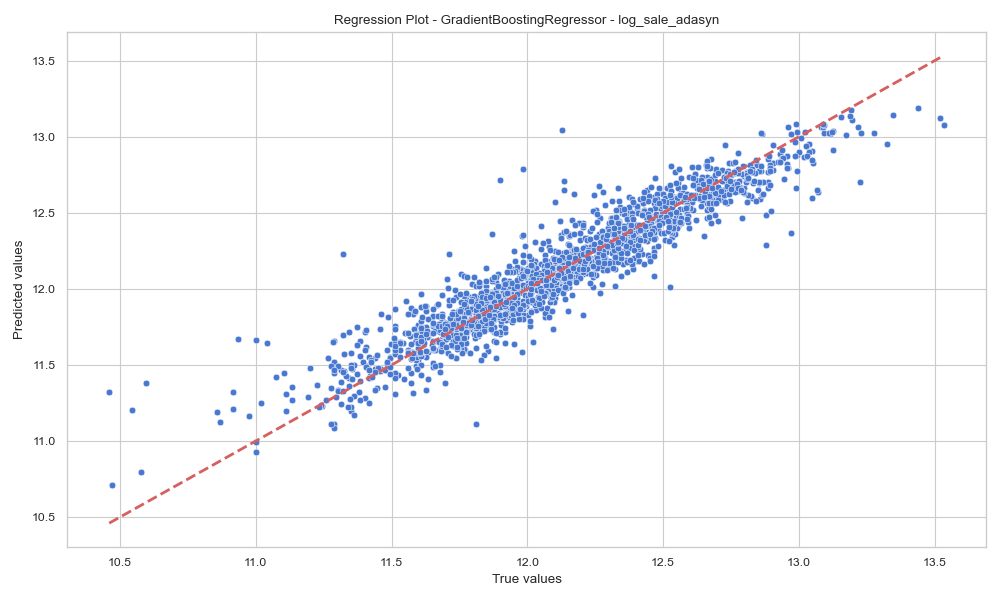 Regression Plot - GradientBoostingRegressor - log_sale_adasyn
Predicted values
13.5
13.0
12.5
12.0
11.5
11.0
10.5
10.5 11.0 11.5 12.0 12.5 13.0 13.5
True values